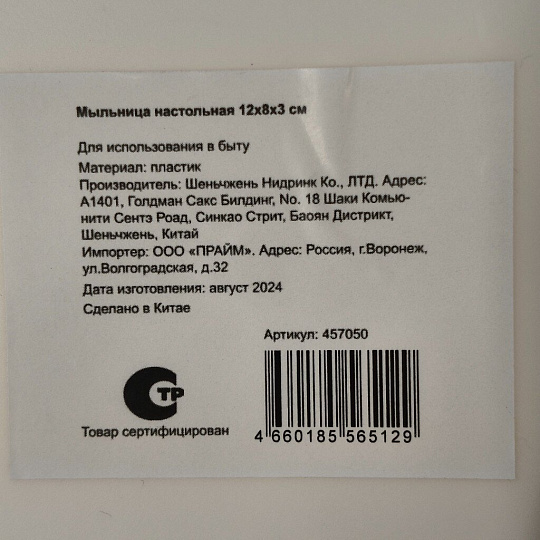 Мыльница настольная 12х8х3 см
Для использования в быту
Материал: пластик
Производитель: Шеньчжень Нидринк Ко., ЛТД. Адрес:
А1401, Голдман Сакс Билдинг, No. 18 Шаки Комью-
нити Сентэ Роад, Синкао Стрит, Баоян Дистрикт,
Шеньчжень, Китай
Импортер: ООО «ПРАЙМ». Адрес: Россия, г.Воронеж,
ул.Волгоградская, д.32
Дата изготовления: август 2024
Сделано в Китае
Артикул: 457050
СТР
Товар сертифицирован
4 660185 565129